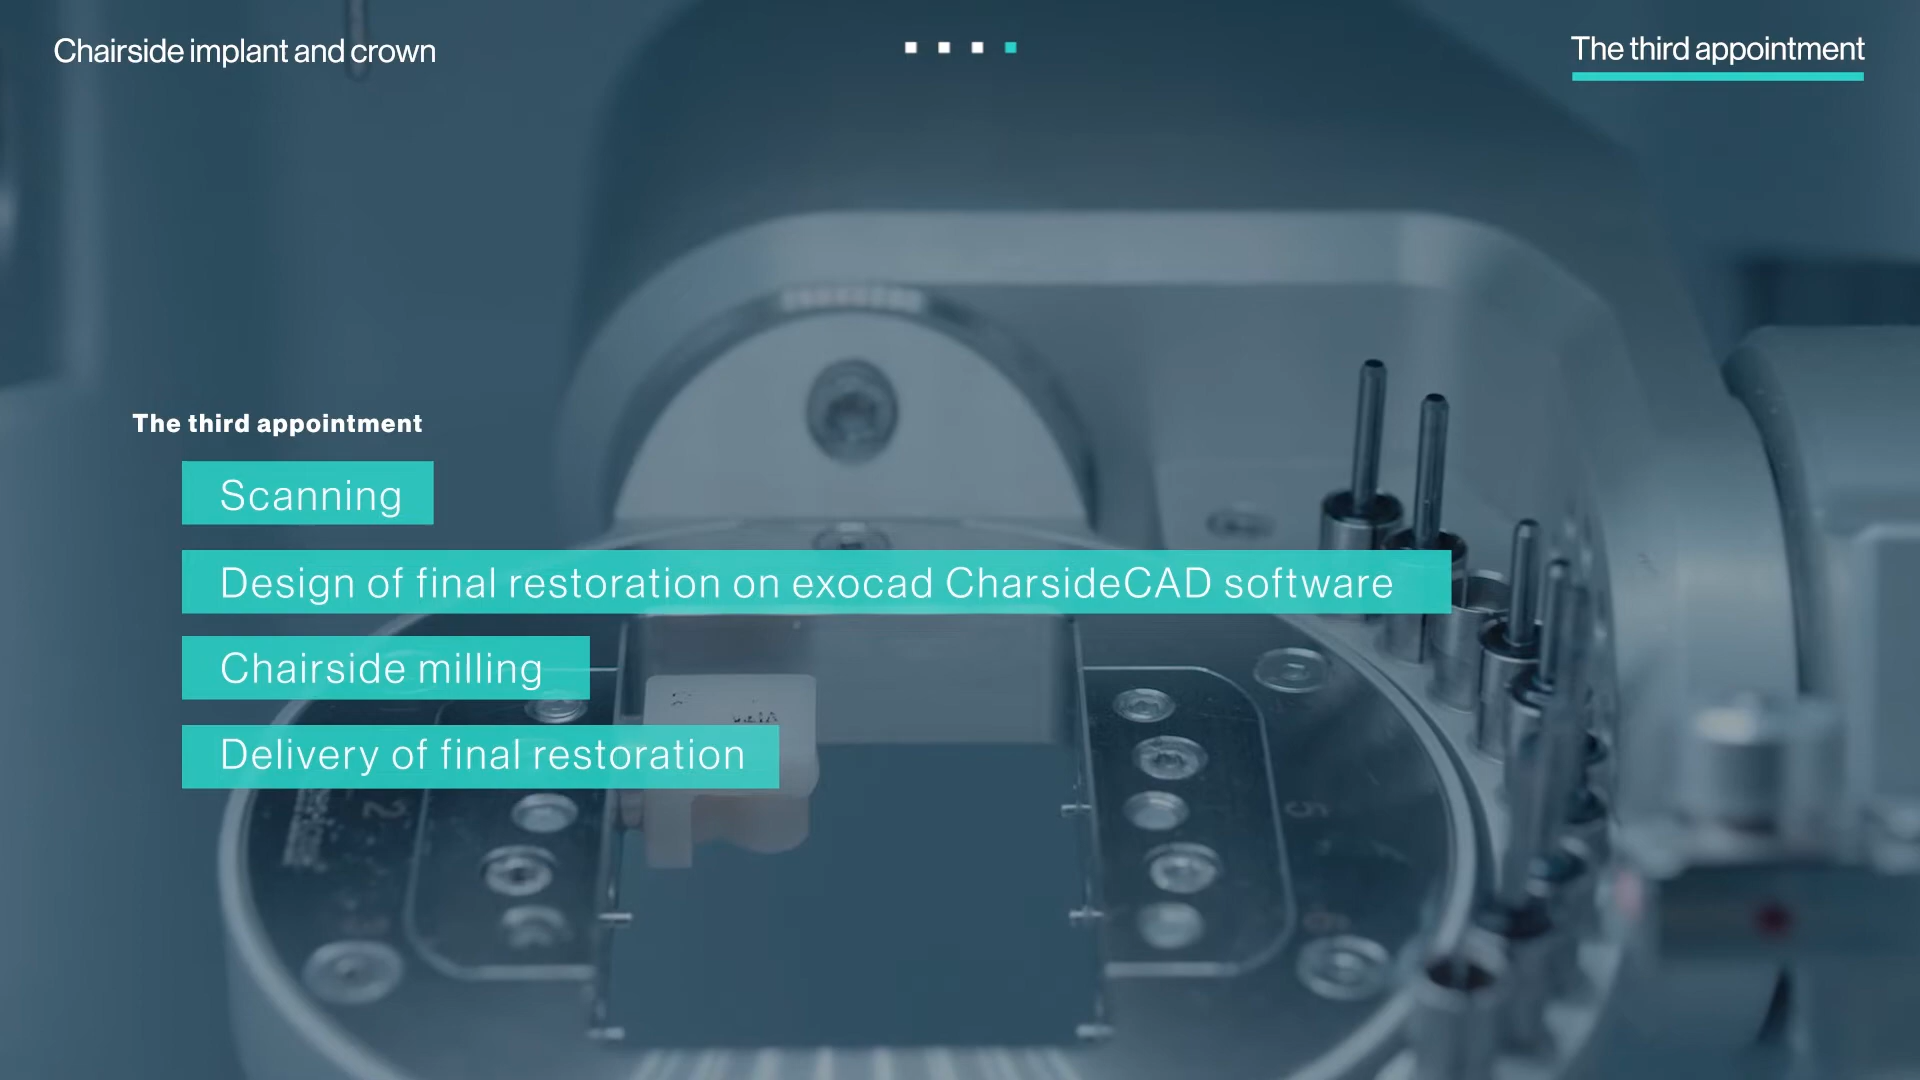 Chairside implant and crown
The third appointment
The third appointment
Scanning
Design of final restoration on exocad CharsideCAD software
Chairside milling
Delivery of final restoration
2